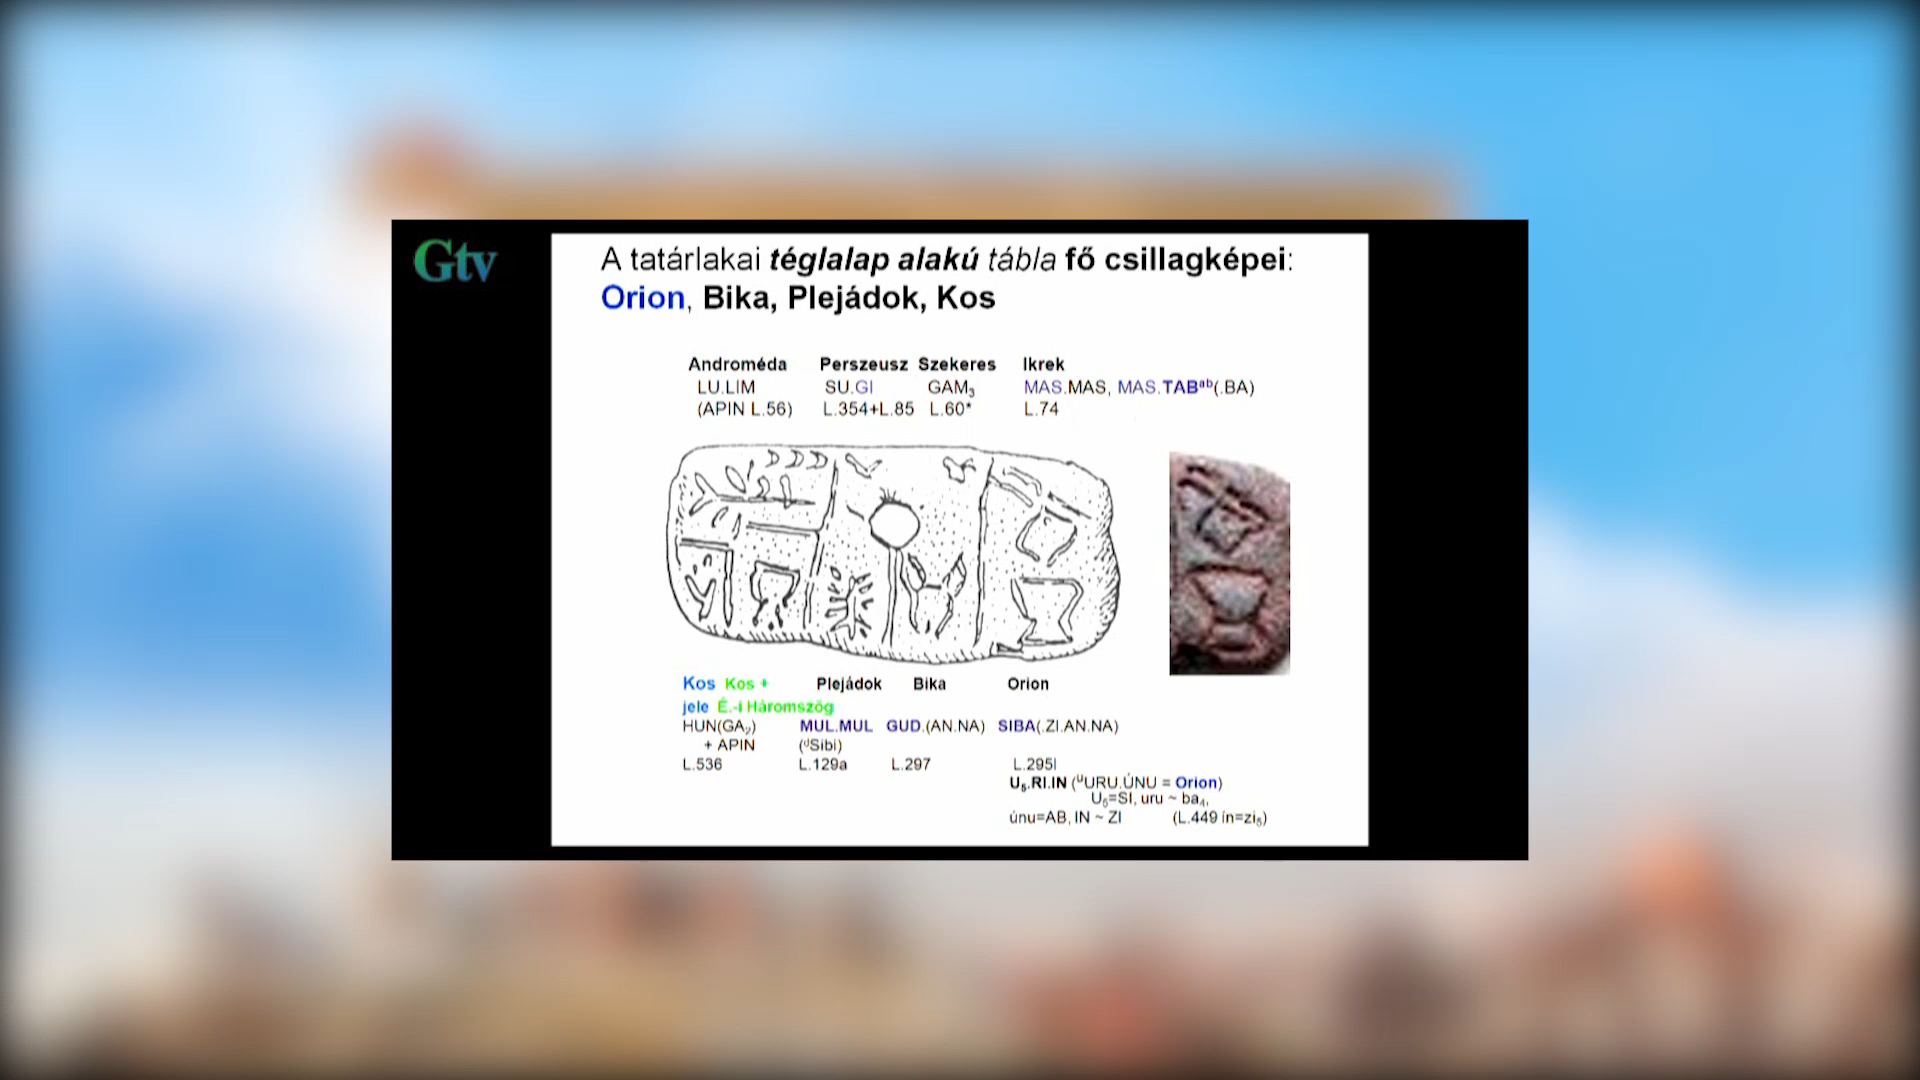 Gtv
A tatárlakai téglalap alakú tábla fő csillagképei:
Orion, Bika, Plejádok, Kos
Androméda Perszeusz Szekeres Ikrek
LU.LIM SU.GI GAM₃ MAS.MAS, MAS.TABᵃᵇ(.BA)
(APIN L.56) L.354+L.85 L.60* L.74
Kos Kos + Plejádok Bika Orion
jele É.-i Háromszög
HUN(GA₂) MUL.MUL GUD.(AN.NA) SIBA(.ZI.AN.NA)
+ APIN (ᵈSibi)
L.536 L.129a L.297 L.295l
U₅.RI.IN (ᵁURU.ÚNU = Orion)
U₅=SI, uru ~ ba₄,
únu=AB, IN ~ ZI (L.449 ín=zi₅)